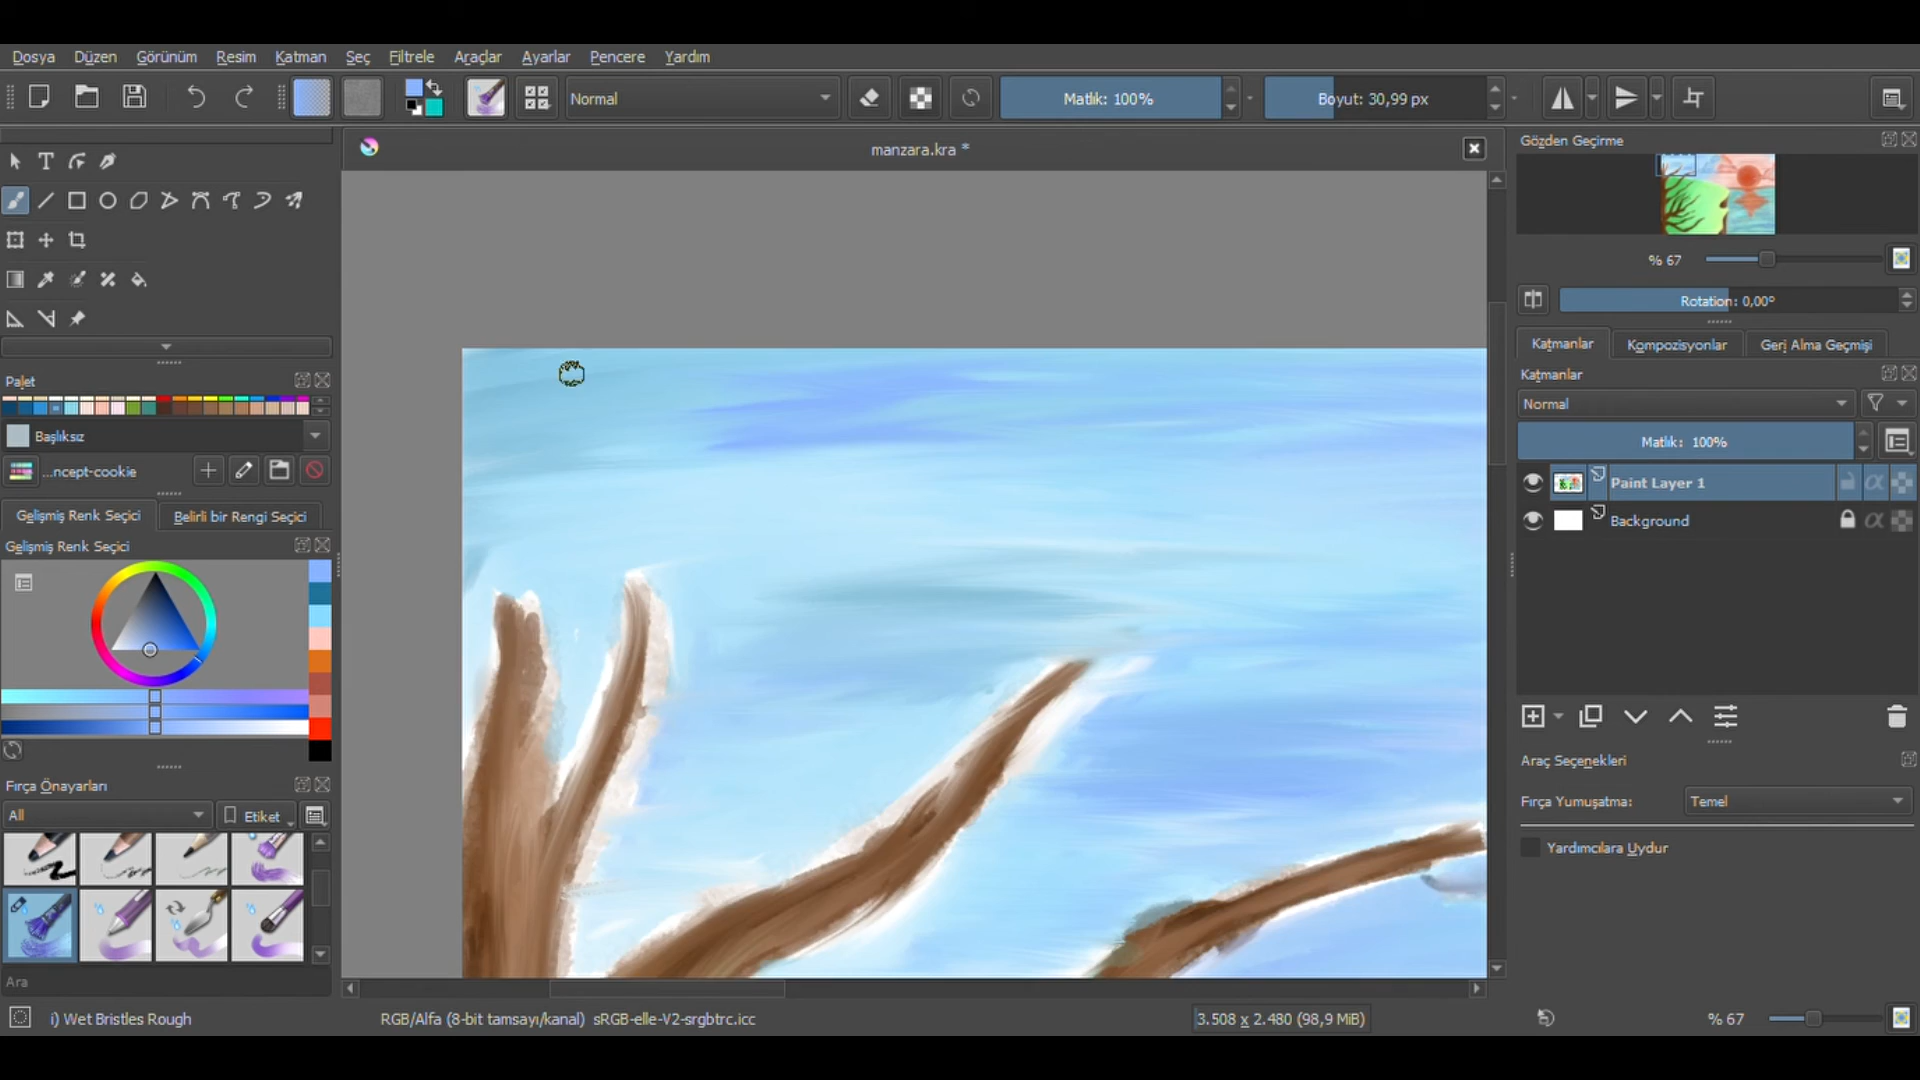 Dosya Düzen Görünüm Resim Katman Seç Filtrele Araçlar Ayarlar Pencere Yardım
Normal Matlik: 100% Boyut: 30,99 px
manzara.kra *
Gözden Geçirme
% 67
Rotation: 0,00°
Katmanlar Kompozisyonlar Geri Alma Geçmişi
Katmanlar
Normal
Matlik: 100%
Paint Layer 1
Background
Araç Seçenekleri
Fırça Yumuşatma: Temel
Yardımcılara Uydur
Palet
Başlıksız
...ncept-cookie
Gelişmiş Renk Seçici Belirli bir Rengi Seçici
Gelişmiş Renk Seçici
Fırça Önayarları
All Etiket
Ara
i) Wet Bristles Rough RGB/Alfa (8-bit tamsayı/kanal) sRGB-elle-V2-srgbtrc.icc 3.508 x 2.480 (98,9 MiB) % 67